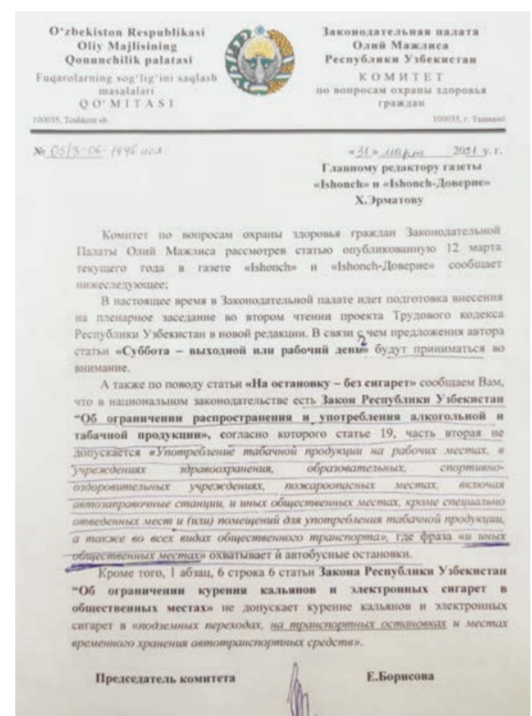 O‘zbekiston Respublikasi
Oliy Majlisining
Qonunchilik palatasi
Fuqarolarning sog‘lig‘ini saqlash
masalalari
QO‘MITASI
100035, Toshkent sh.
Законодательная палата
Олий Мажлиса
Республики Узбекистан
КОМИТЕТ
по вопросам охраны здоровья
граждан
100035, г. Ташкент
№ 05/3-06-1446 исх.
«31» март 2021 у. г.
Главному редактору газеты
«Ishonch» и «Ishonch-Доверие»
Х.Эрматову
Комитет по вопросам охраны здоровья граждан Законодательной
Палаты Олий Мажлиса рассмотрев статью опубликованную 12 марта
текущего года в газете «Ishonch» и «Ishonch-Доверие» сообщает
нижеследующее;
В настоящее время в Законодательной палате идет подготовка внесения
на пленарное заседание во втором чтении проекта Трудового кодекса
Республики Узбекистан в новой редакции. В связи с чем предложения автора
статьи «Суббота – выходной или рабочий день» будут приниматься во
внимание.
А также по поводу статьи «На остановку – без сигарет» сообщаем Вам,
что в национальном законодательстве есть Закон Республики Узбекистан
“Об ограничении распространения и употребления алкогольной и
табачной продукции», согласно которого статье 19, часть вторая не
допускается «Употребление табачной продукции на рабочих местах, в
учреждениях здравоохранения, образовательных, спортивно-
оздоровительных учреждениях, пожароопасных местах, включая
автозаправочные станции, и иных общественных местах, кроме специально
отведенных мест и (или) помещений для употребления табачной продукции,
а также во всех видах общественного транспорта», где фраза «и иных
общественных местах» охватывает й автобусные остановки.
Кроме того, 1 абзац, 6 строка 6 статьи Закона Республики Узбекистан
“Об ограничении курения кальянов и электронных сигарет в
общественных местах» не допускает курение кальянов и электронных
сигарет в «подземных переходах, на транспортных остановках и местах
временного хранения автотранспортных средств».
Председатель комитета
Е.Борисова